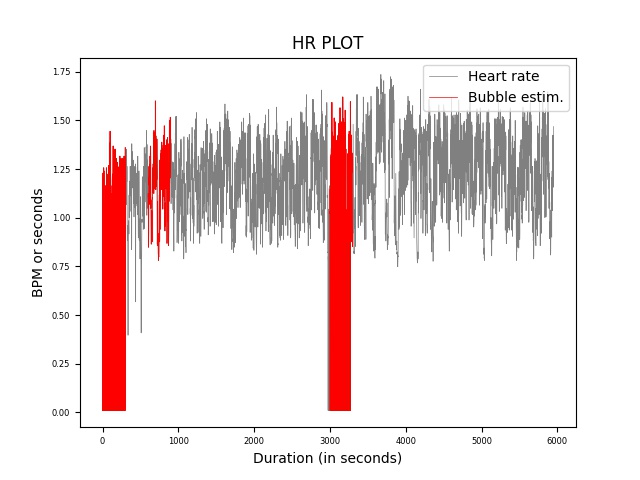 HR PLOT
Heart rate
Bubble estim.
BPM or seconds
1.75
1.50
1.25
1.00
0.75
0.50
0.25
0.00
0 1000 2000 3000 4000 5000 6000
Duration (in seconds)